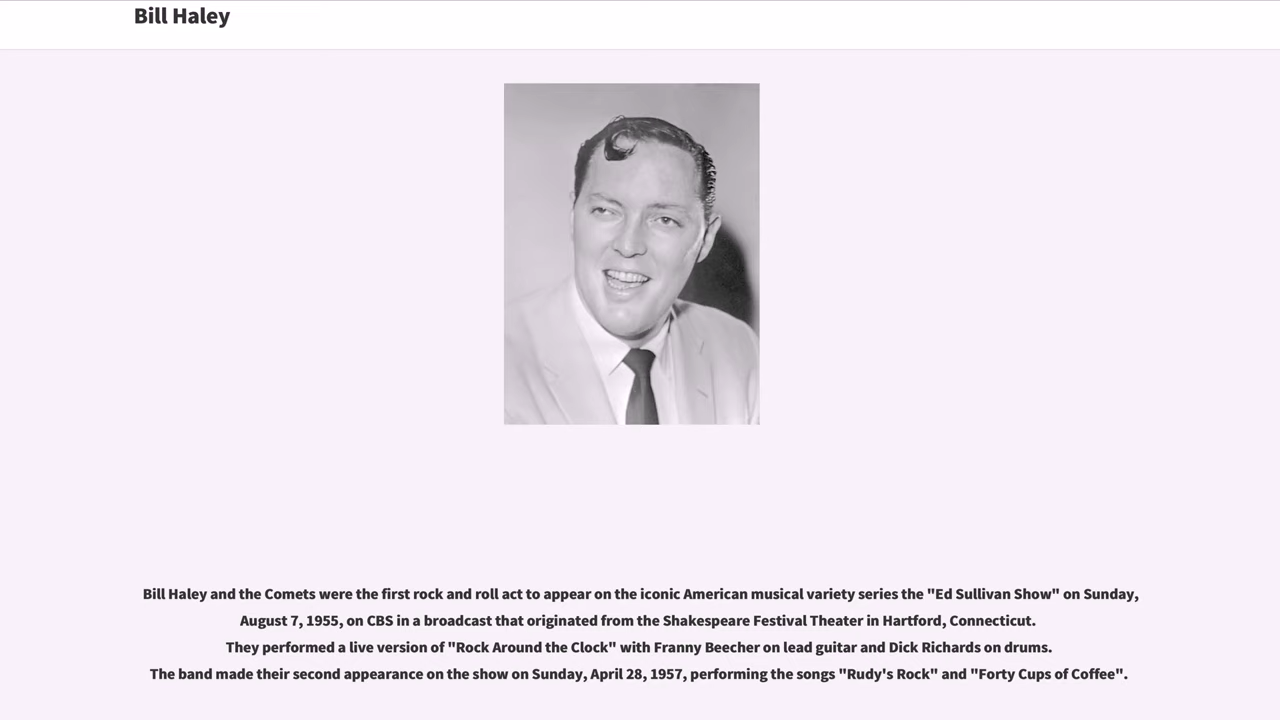 Bill Haley
Bill Haley and the Comets were the first rock and roll act to appear on the iconic American musical variety series the "Ed Sullivan Show" on Sunday,
August 7, 1955, on CBS in a broadcast that originated from the Shakespeare Festival Theater in Hartford, Connecticut.
They performed a live version of "Rock Around the Clock" with Franny Beecher on lead guitar and Dick Richards on drums.
The band made their second appearance on the show on Sunday, April 28, 1957, performing the songs "Rudy's Rock" and "Forty Cups of Coffee".